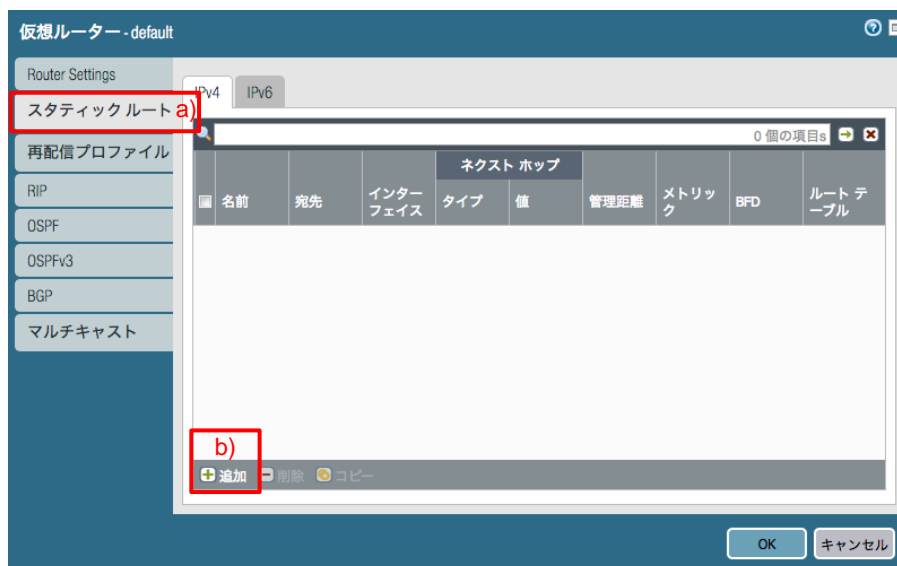 仮想ルーター - default
Router Settings
スタティック ルート a)
再配信プロファイル
RIP
OSPF
OSPFv3
BGP
マルチキャスト
IPv4 IPv6
0 個の項目s
ネクスト ホップ
名前 宛先 インターフェイス タイプ 値 管理距離 メトリック BFD ルート テーブル
b)
追加 削除 コピー
OK キャンセル